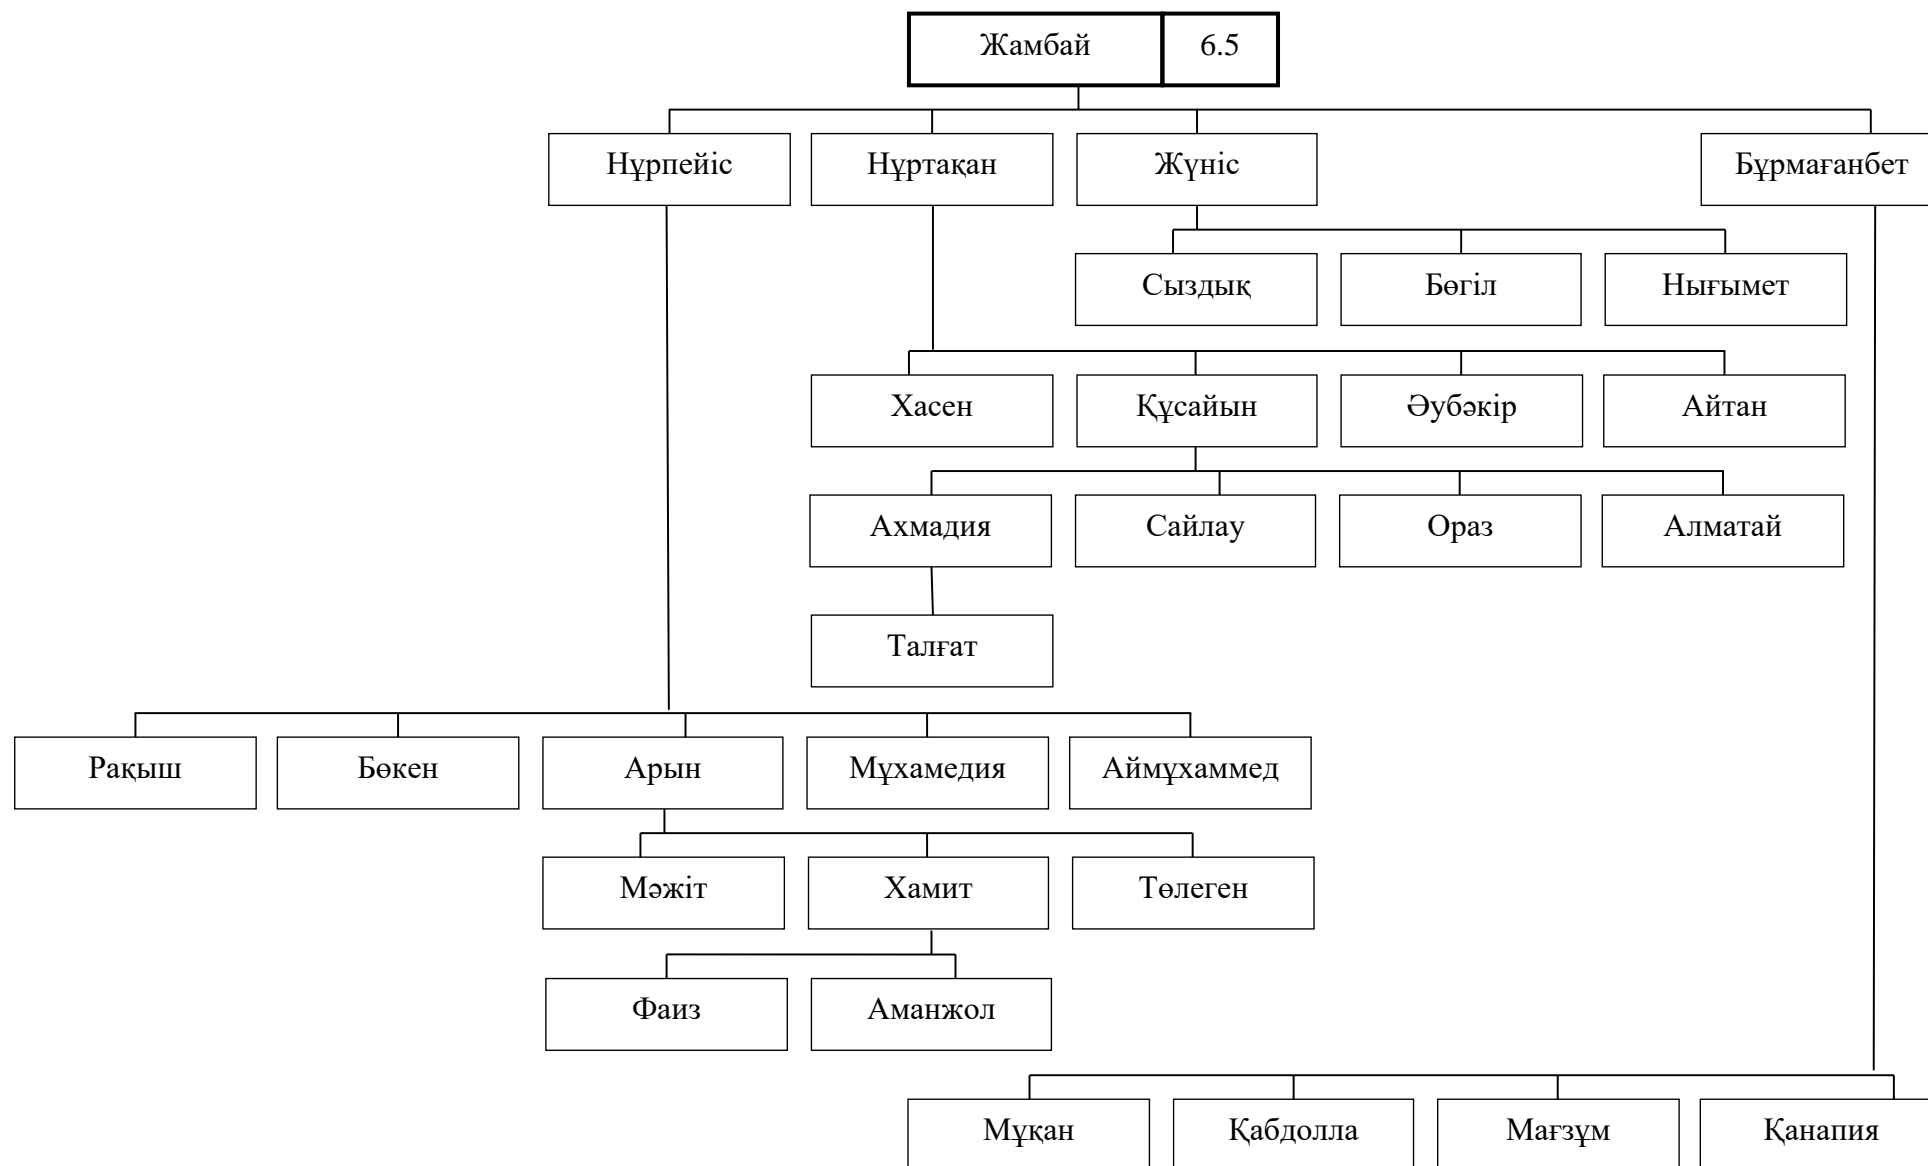 Жамбай 6.5
Нұрпейіс Нұртақан Жүніс Бұрмағанбет
Сыздық Бөгіл Нығымет
Хасен Құсайын Әубәкір Айтан
Ахмадия Сайлау Ораз Алматай
Талғат
Рақыш Бөкен Арын Мұхамедия Аймұхаммед
Мәжіт Хамит Төлеген
Фаиз Аманжол
Мұқан Қабдолла Мағзұм Қанапия